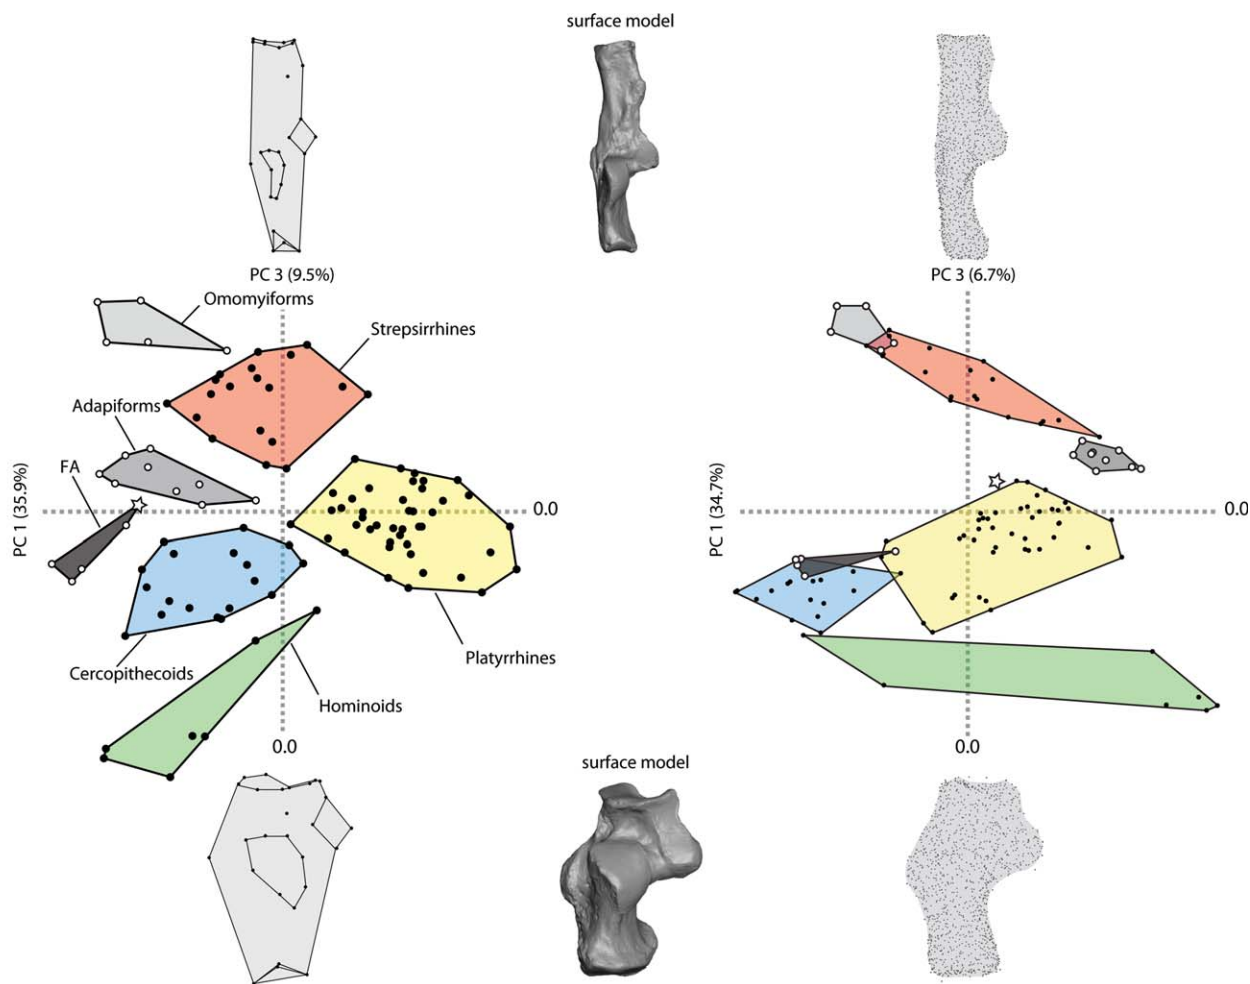 surface model
PC 3 (9.5%)
PC 3 (6.7%)
Omomyiforms
Strepsirrhines
Adapiforms
FA
PC 1 (35.9%)
0.0
PC 1 (34.7%)
0.0
Cercopithecoids
Platyrrhines
Hominoids
0.0
0.0
surface model